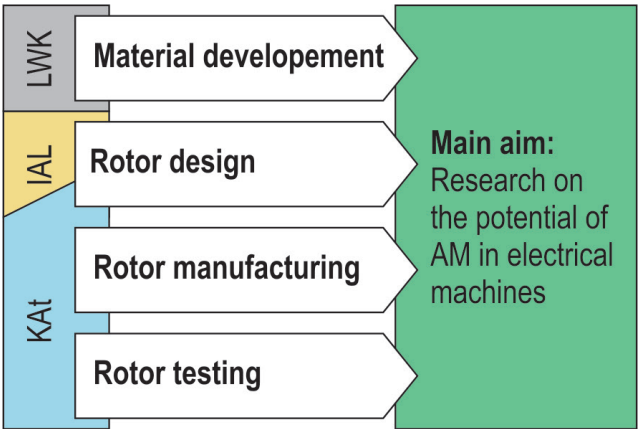 LWK
Material developement
IAL
Rotor design
KAt
Rotor manufacturing
Rotor testing
Main aim:
Research on
the potential of
AM in electrical
machines